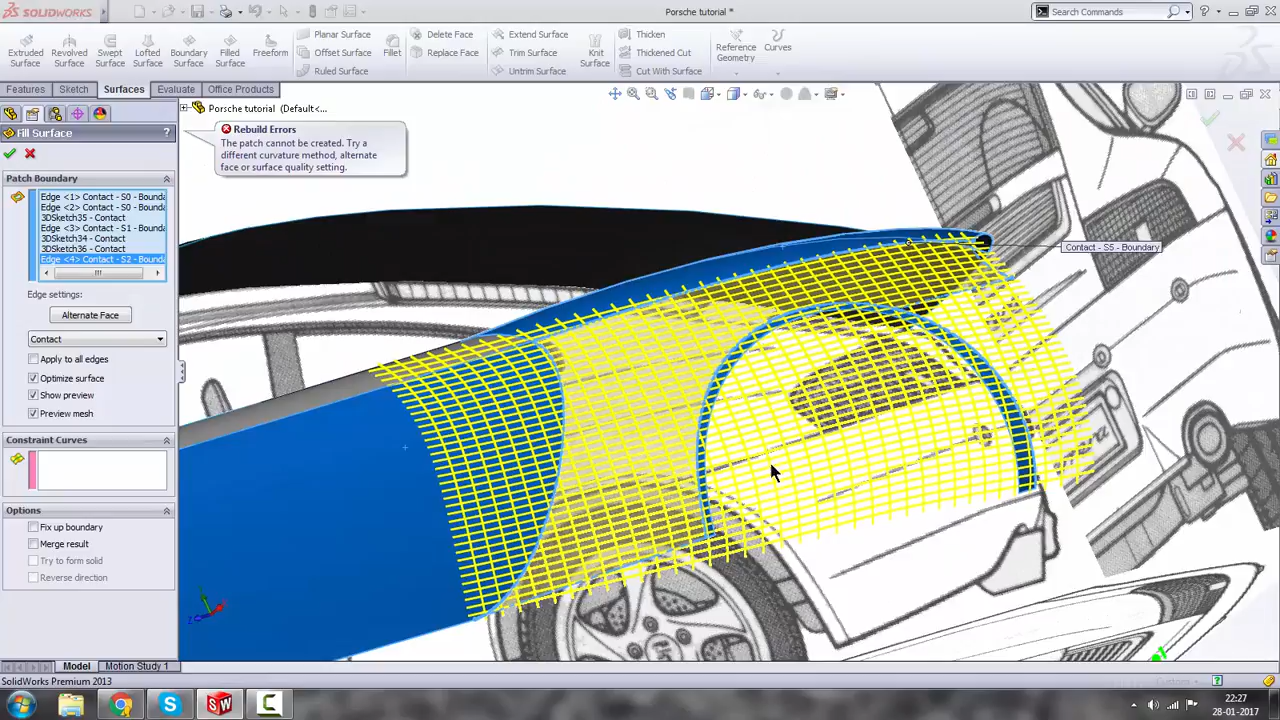 SOLIDWORKS
Porsche tutorial *
Search Commands
Extruded Surface
Revolved Surface
Swept Surface
Lofted Surface
Boundary Surface
Filled Surface
Freeform
Planar Surface
Offset Surface
Ruled Surface
Fillet
Delete Face
Replace Face
Extend Surface
Trim Surface
Untrim Surface
Knit Surface
Thicken
Thickened Cut
Cut With Surface
Reference Geometry
Curves
Features
Sketch
Surfaces
Evaluate
Office Products
Porsche tutorial (Default<...
Fill Surface
?
Rebuild Errors
The patch cannot be created. Try a
different curvature method, alternate
face or surface quality setting.
Patch Boundary
Edge <1> Contact - S0 - Bounda
Edge <2> Contact - S0 - Bounda
3DSketch35 - Contact
Edge <3> Contact - S1 - Bounda
3DSketch34 - Contact
3DSketch36 - Contact
Edge <4> Contact - S2 - Bounda
Edge settings:
Alternate Face
Contact
Apply to all edges
Optimize surface
Show preview
Preview mesh
Constraint Curves
Options
Fix up boundary
Merge result
Try to form solid
Reverse direction
Contact - S5 - Boundary
Model
Motion Study 1
SolidWorks Premium 2013
Custom
22:27
28-01-2017